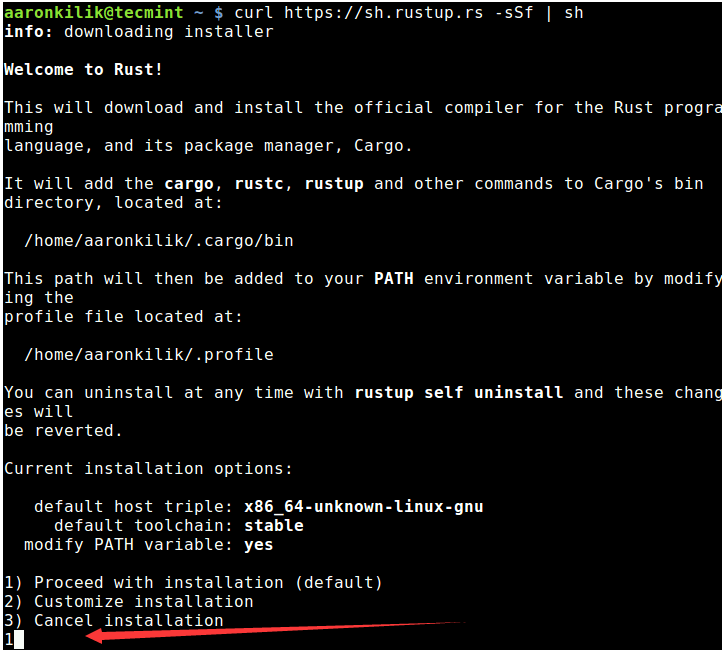 aaronkilik@tecmint ~ $ curl https://sh.rustup.rs -sSf | sh
info: downloading installer
Welcome to Rust!
This will download and install the official compiler for the Rust progra
mming
language, and its package manager, Cargo.
It will add the cargo, rustc, rustup and other commands to Cargo's bin
directory, located at:
/home/aaronkilik/.cargo/bin
This path will then be added to your PATH environment variable by modify
ing the
profile file located at:
/home/aaronkilik/.profile
You can uninstall at any time with rustup self uninstall and these chang
es will
be reverted.
Current installation options:
default host triple: x86_64-unknown-linux-gnu
default toolchain: stable
modify PATH variable: yes
1) Proceed with installation (default)
2) Customize installation
3) Cancel installation
1